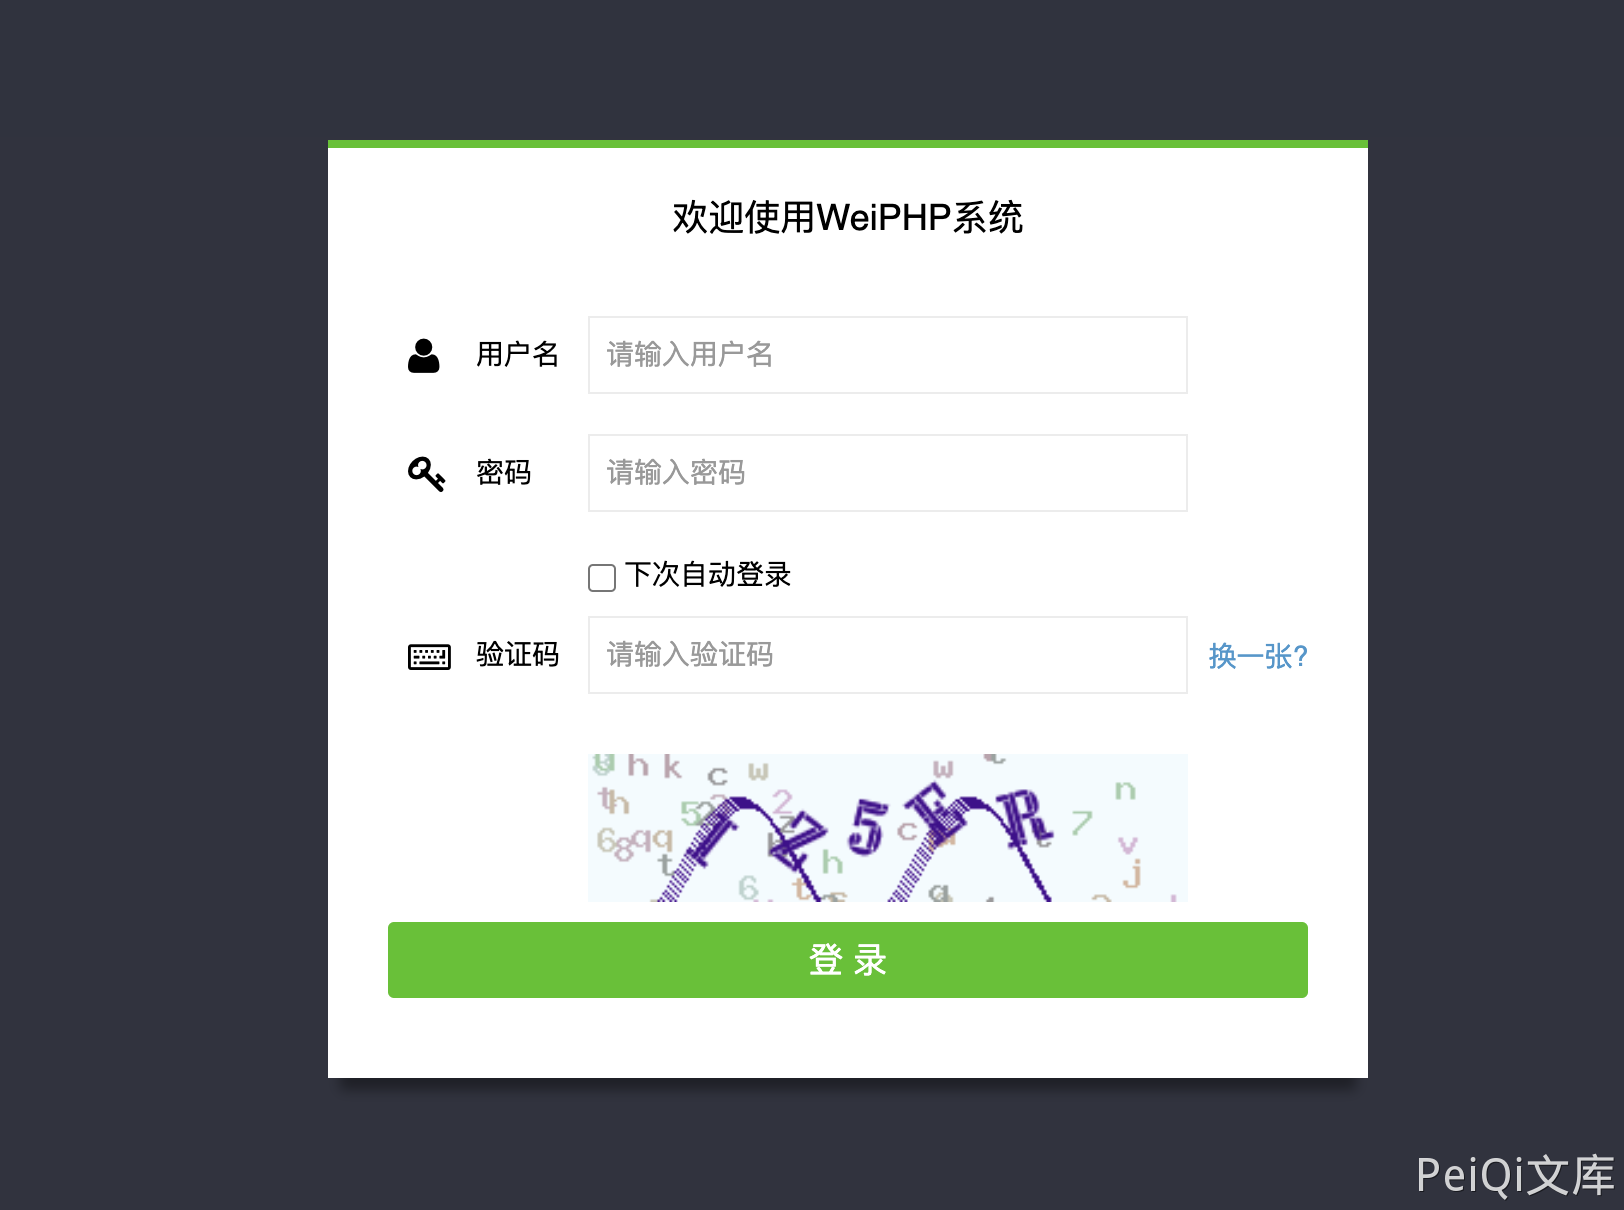 欢迎使用WeiPHP系统
用户名 请输入用户名
密码 请输入密码
下次自动登录
验证码 请输入验证码 换一张?
IZ5ER
登 录
PeiQi文库